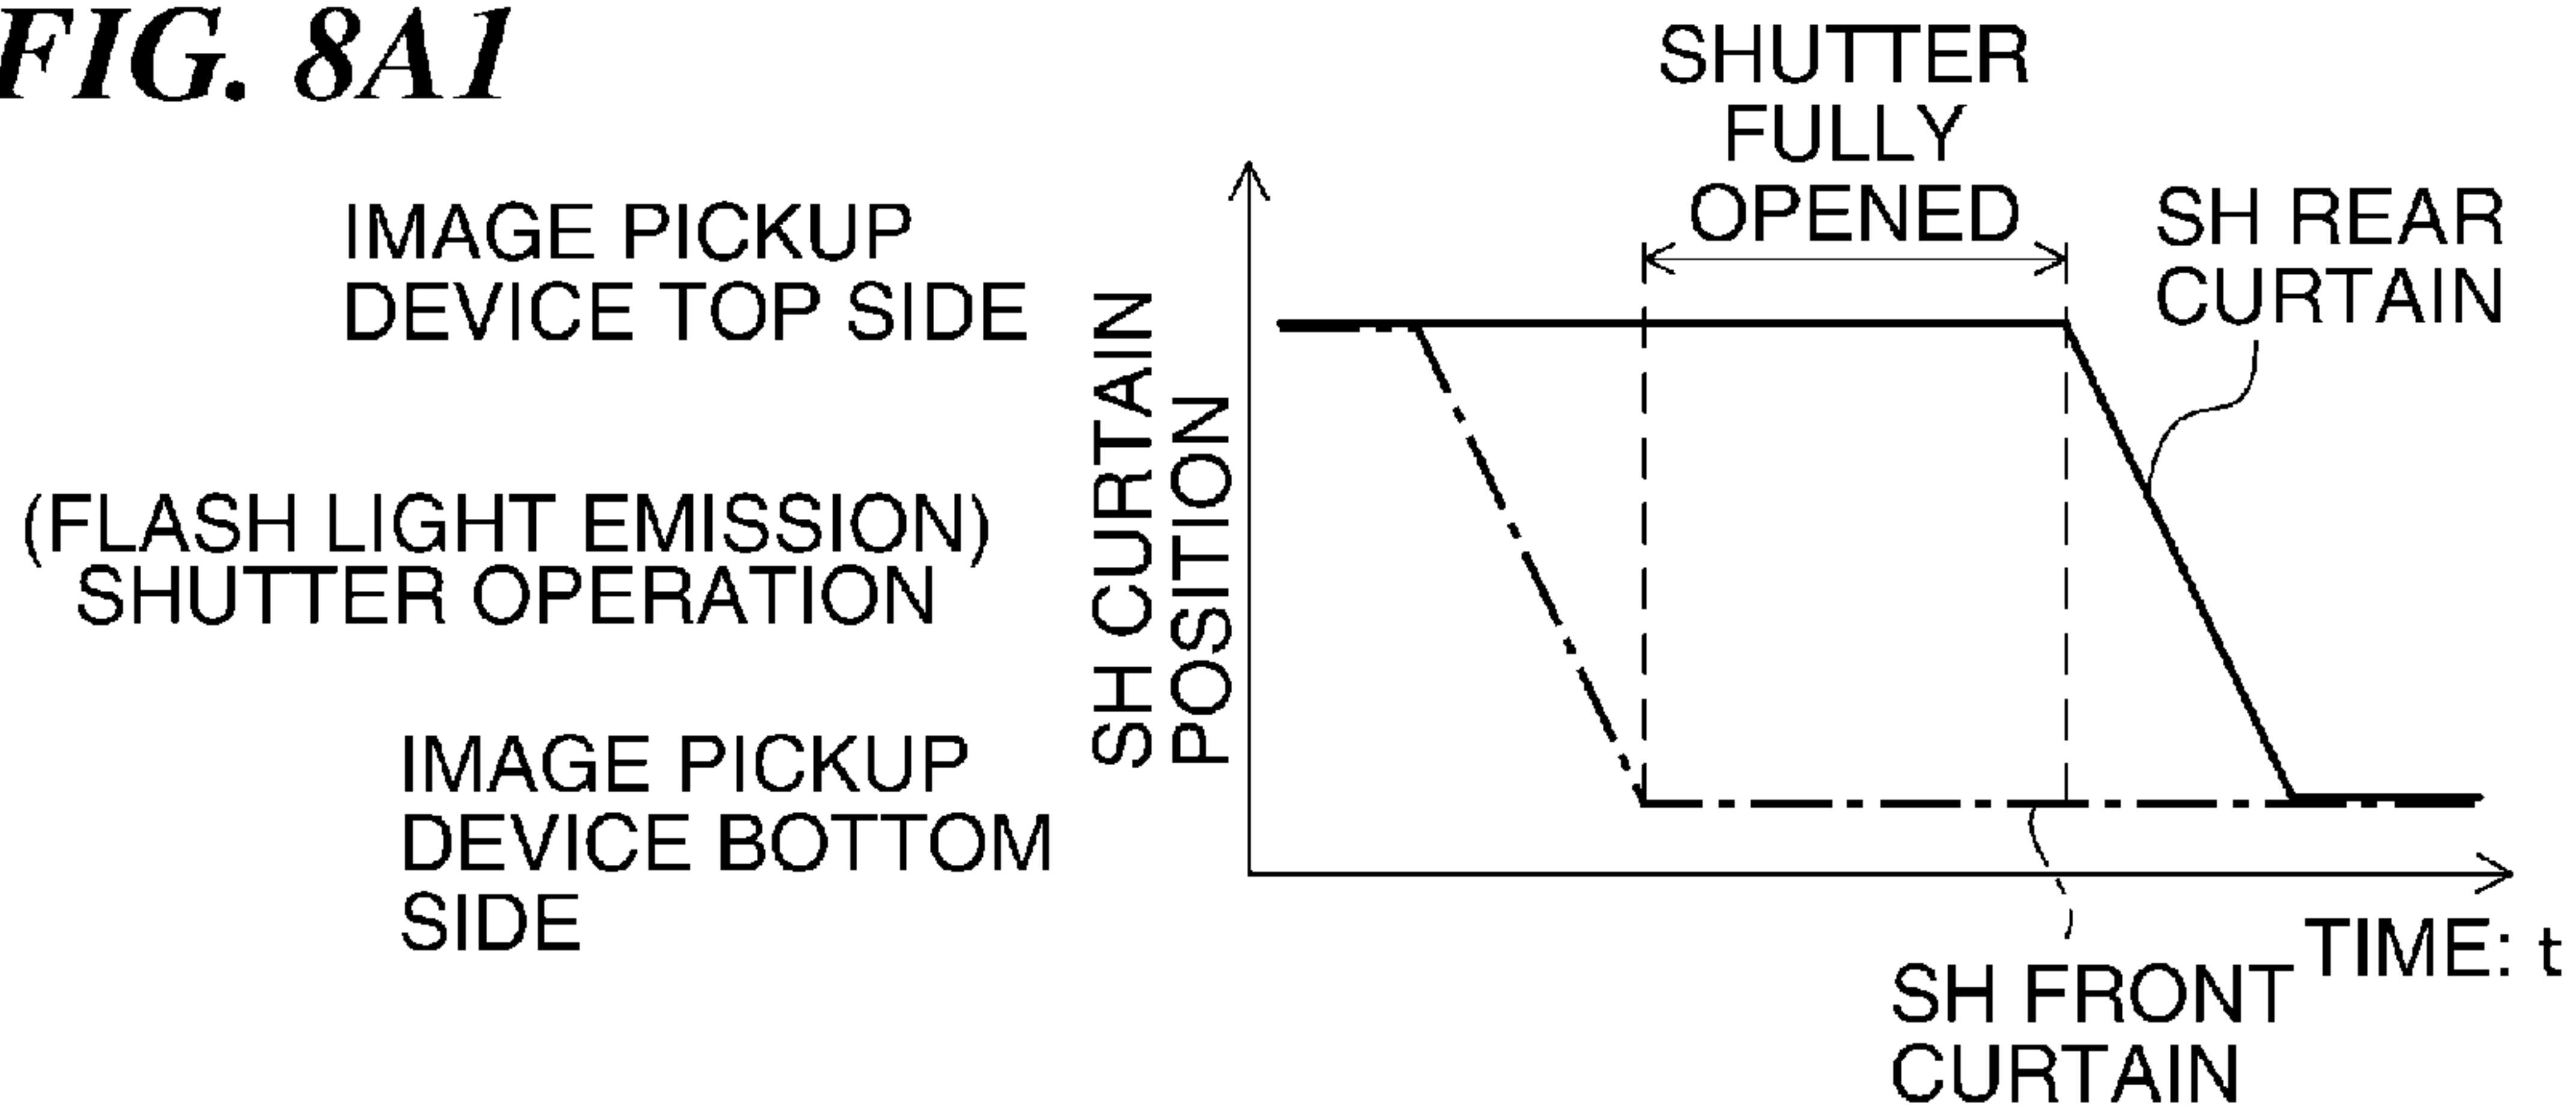 FIG. 8A1
SHUTTER
FULLY
OPENED
SH REAR
CURTAIN
IMAGE PICKUP
DEVICE TOP SIDE
(FLASH LIGHT EMISSION)
SHUTTER OPERATION
IMAGE PICKUP
DEVICE BOTTOM
SIDE
SH CURTAIN
POSITION
TIME: t
SH FRONT
CURTAIN